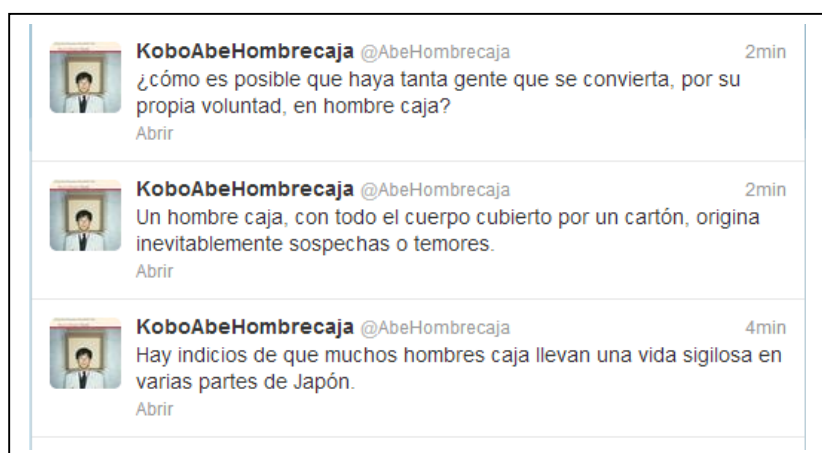 KoboAbeHombrecaja @AbeHombrecaja 2min
¿cómo es posible que haya tanta gente que se convierta, por su
propia voluntad, en hombre caja?
Abrir
KoboAbeHombrecaja @AbeHombrecaja 2min
Un hombre caja, con todo el cuerpo cubierto por un cartón, origina
inevitablemente sospechas o temores.
Abrir
KoboAbeHombrecaja @AbeHombrecaja 4min
Hay indicios de que muchos hombres caja llevan una vida sigilosa en
varias partes de Japón.
Abrir